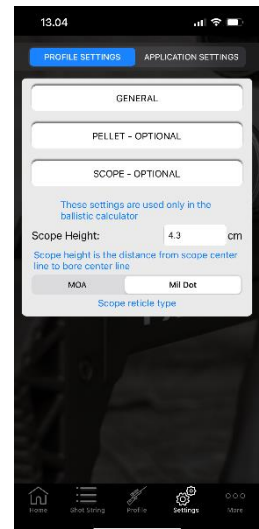 13.04
PROFILE SETTINGS APPLICATION SETTINGS
GENERAL
PELLET - OPTIONAL
SCOPE - OPTIONAL
These settings are used only in the
ballistic calculator
Scope Height: 4.3 cm
Scope height is the distance from scope center
line to bore center line
MOA Mil Dot
Scope reticle type
Home Shot String Profile Settings More